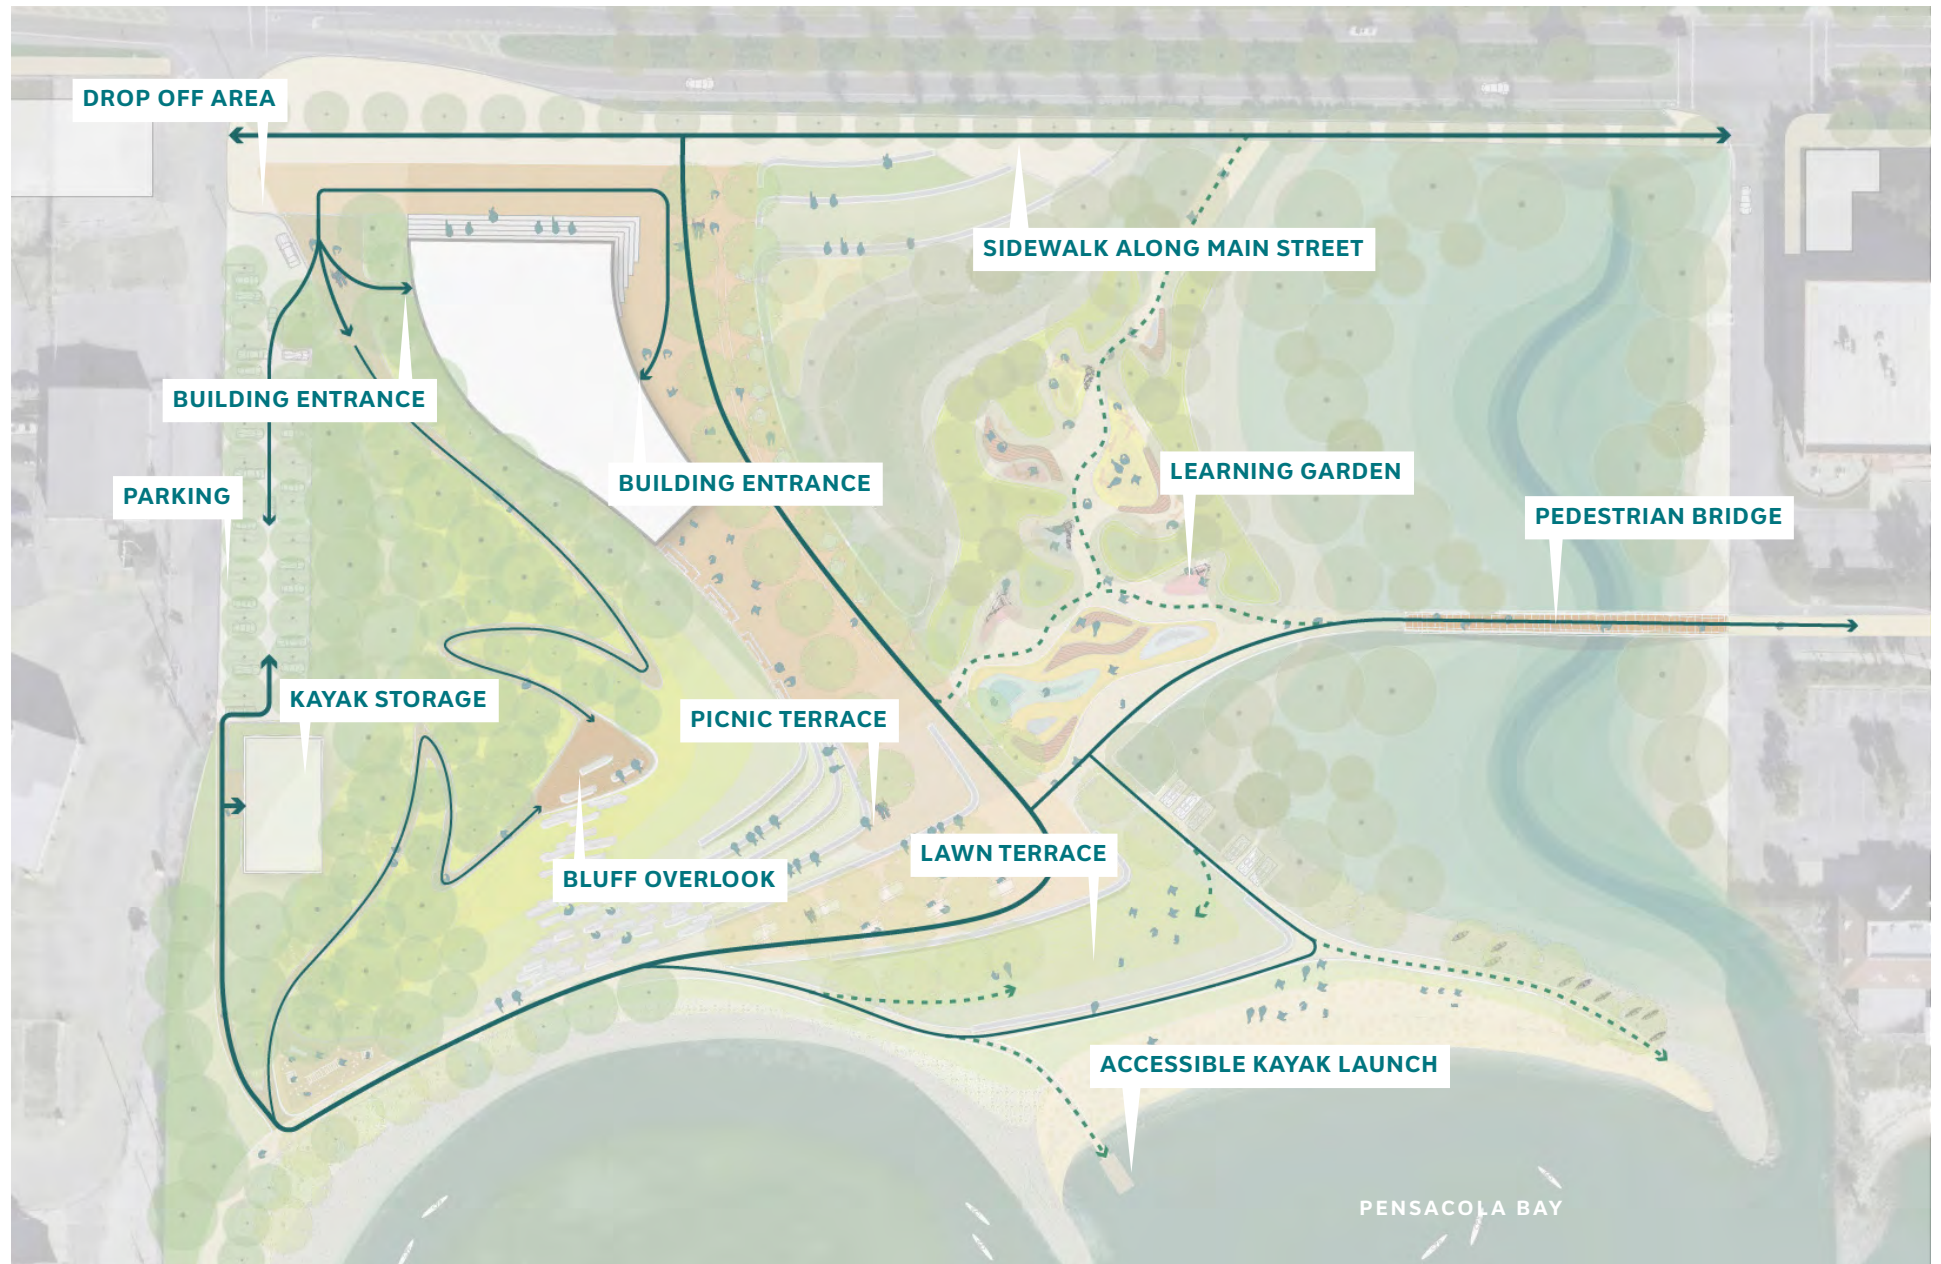 DROP OFF AREA
SIDEWALK ALONG MAIN STREET
BUILDING ENTRANCE
BUILDING ENTRANCE
LEARNING GARDEN
PARKING
PEDESTRIAN BRIDGE
KAYAK STORAGE
PICNIC TERRACE
LAWN TERRACE
BLUFF OVERLOOK
ACCESSIBLE KAYAK LAUNCH
PENSACOLA BAY